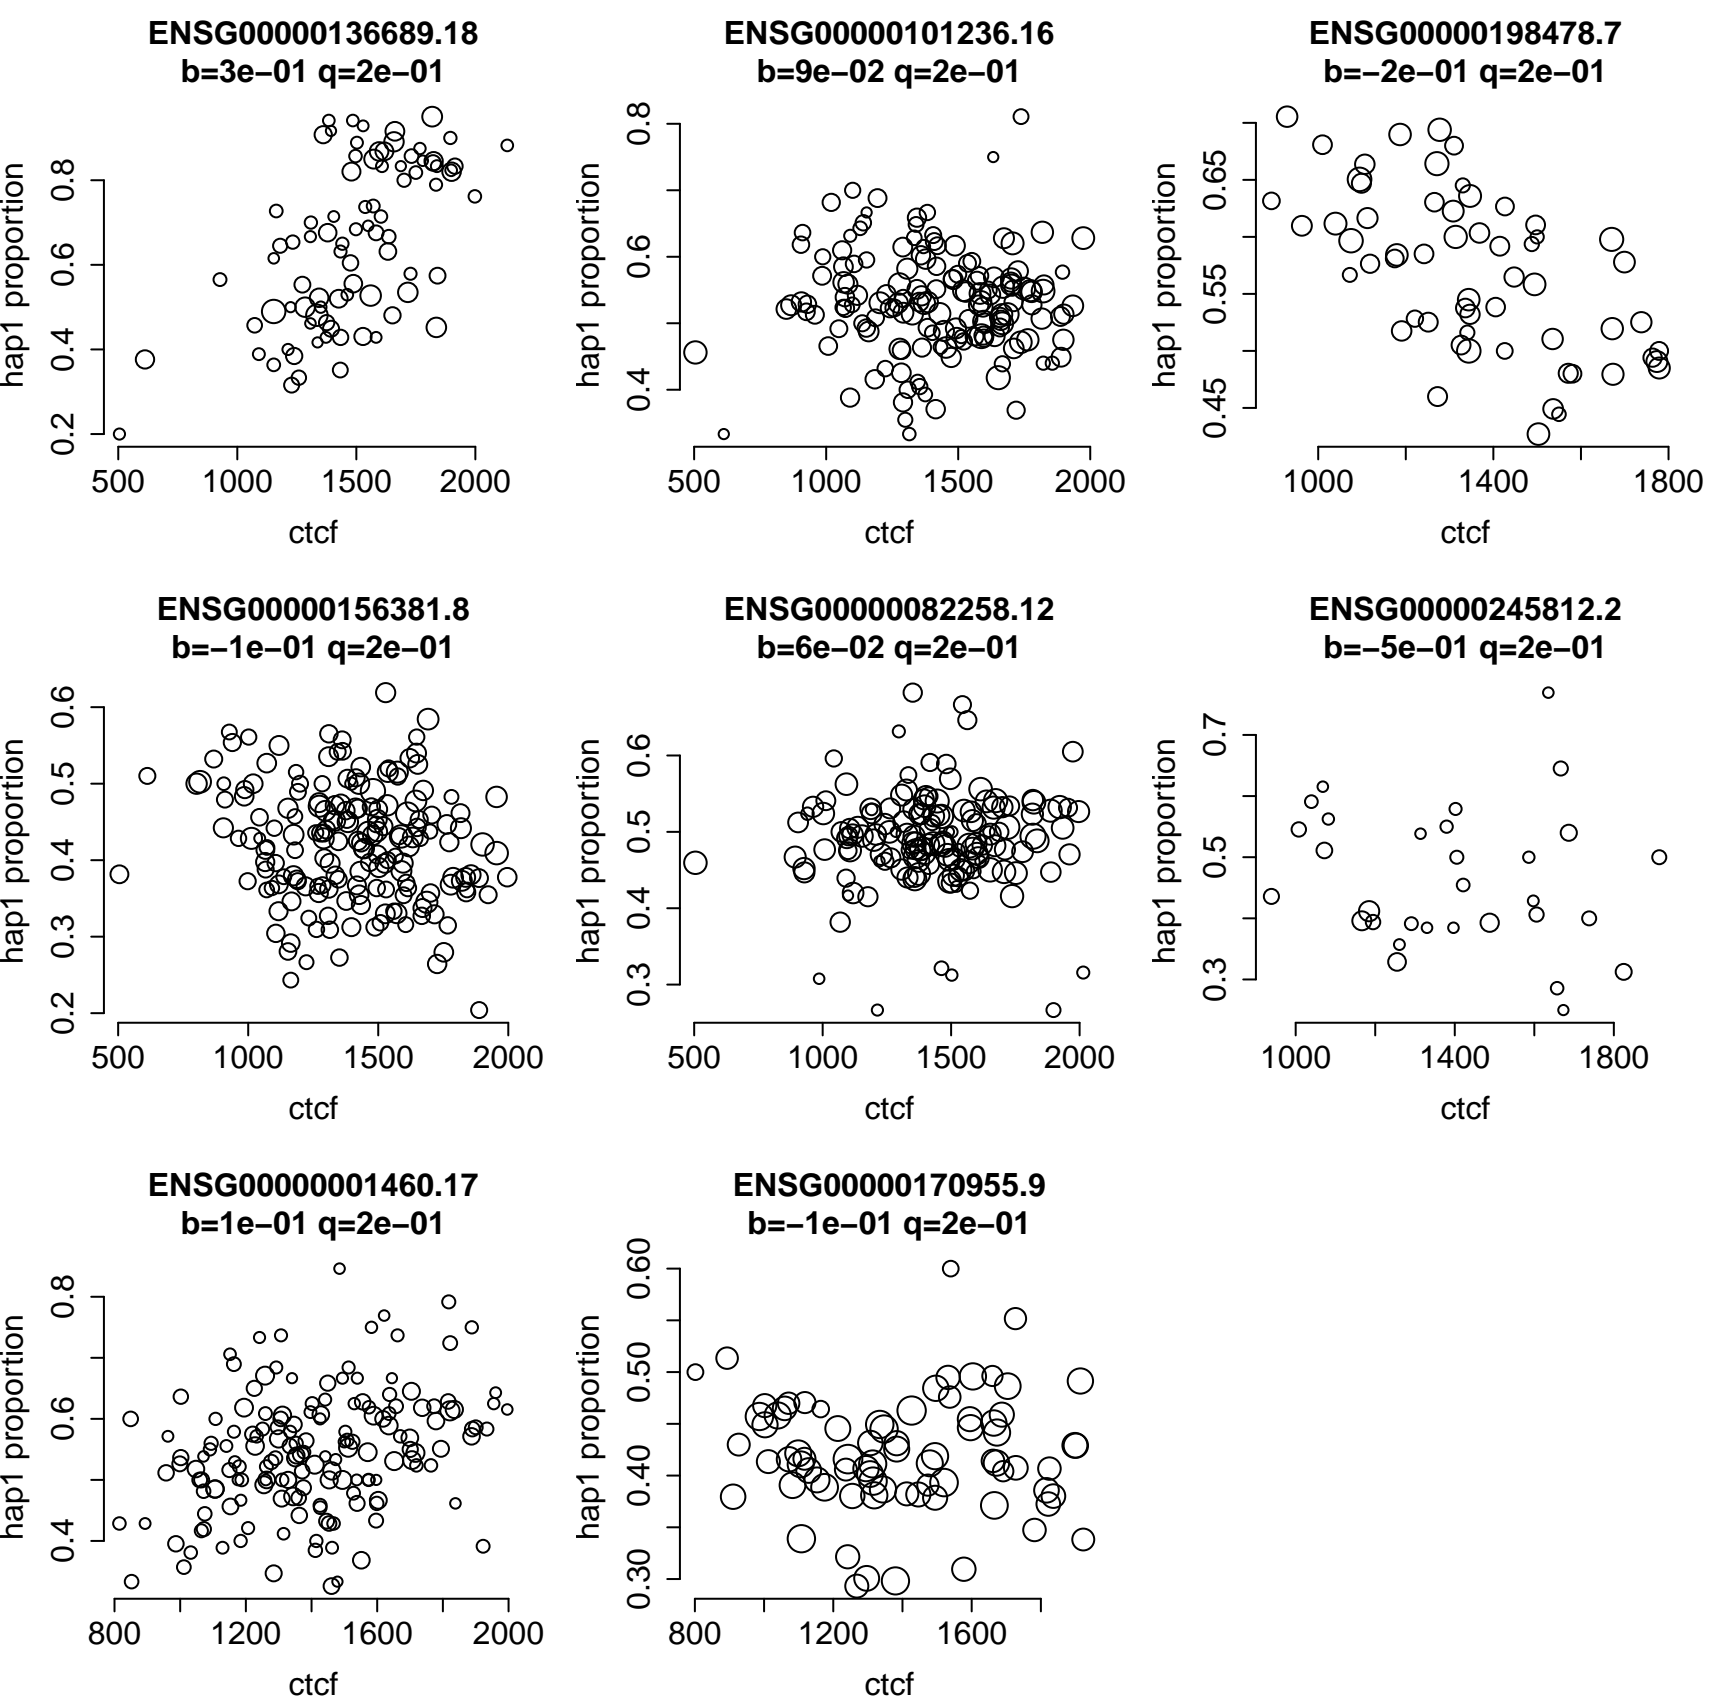 ENSG00000136689.18
b=3e−01 q=2e−01
hap1 proportion
0.8
0.6
0.4
0.2
500 1000 1500 2000
ctcf
ENSG00000101236.16
b=9e−02 q=2e−01
hap1 proportion
0.8
0.6
0.4
500 1000 1500 2000
ctcf
ENSG00000198478.7
b=−2e−01 q=2e−01
hap1 proportion
0.65
0.55
0.45
1000 1400 1800
ctcf
ENSG00000156381.8
b=−1e−01 q=2e−01
hap1 proportion
0.6
0.5
0.4
0.3
0.2
500 1000 1500 2000
ctcf
ENSG00000082258.12
b=6e−02 q=2e−01
hap1 proportion
0.6
0.5
0.4
0.3
500 1000 1500 2000
ctcf
ENSG00000245812.2
b=−5e−01 q=2e−01
hap1 proportion
0.7
0.5
0.3
1000 1400 1800
ctcf
ENSG00000001460.17
b=1e−01 q=2e−01
hap1 proportion
0.8
0.6
0.4
800 1200 1600 2000
ctcf
ENSG00000170955.9
b=−1e−01 q=2e−01
hap1 proportion
0.60
0.50
0.40
0.30
800 1200 1600
ctcf